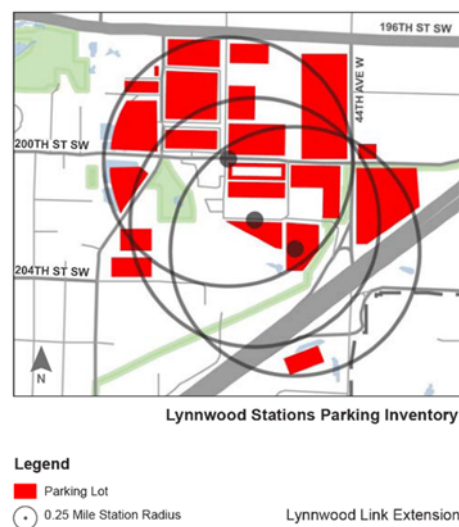 196TH ST SW
44TH AVE W
200TH ST SW
204TH ST SW
N
Lynnwood Stations Parking Inventory
Legend
Parking Lot
0.25 Mile Station Radius
Lynnwood Link Extension